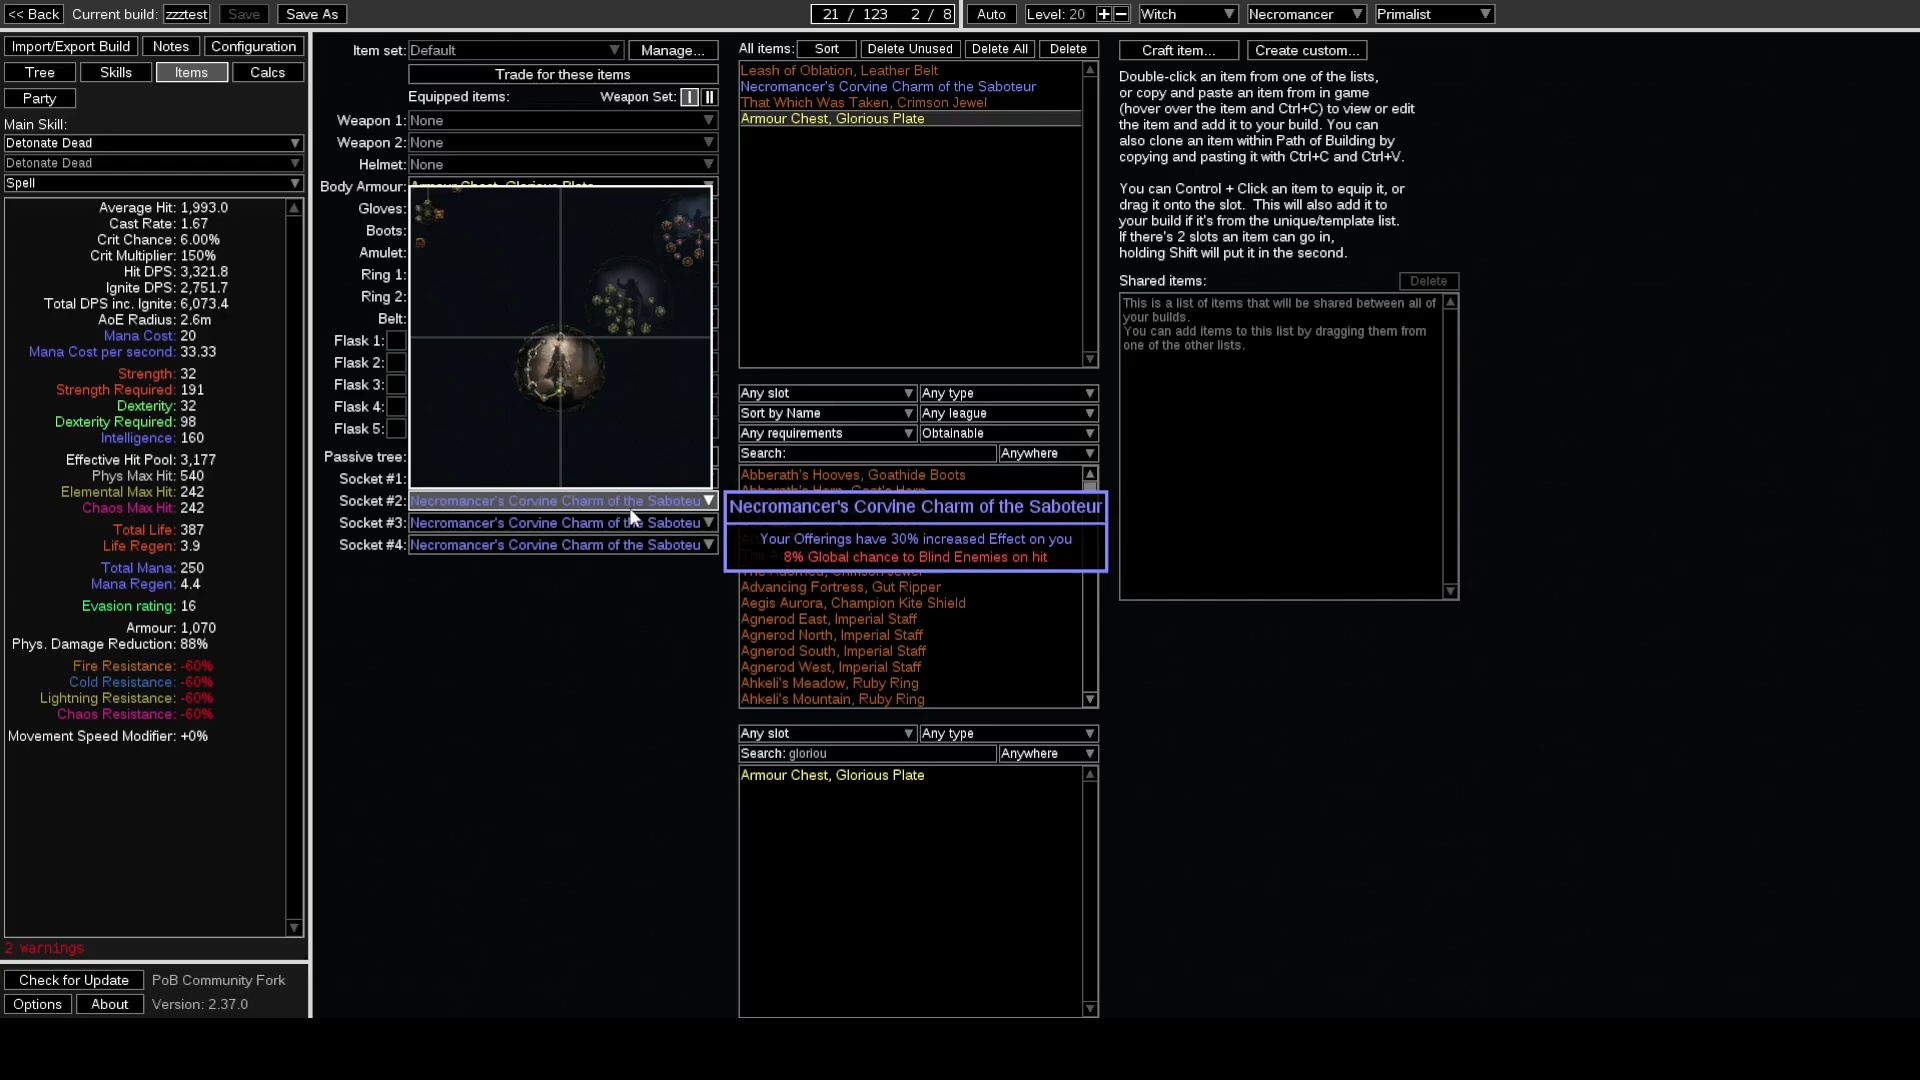 << Back
Current build: zzztest
Save
Save As
21 / 123 2 / 8
Auto
Level: 20
+
−
Witch
Necromancer
Primalist
Import/Export Build
Notes
Configuration
Tree
Skills
Items
Calcs
Party
Main Skill:
Detonate Dead
Detonate Dead
Spell
Average Hit: 1,993.0
Cast Rate: 1.67
Crit Chance: 6.00%
Crit Multiplier: 150%
Hit DPS: 3,321.8
Ignite DPS: 2,751.7
Total DPS inc. Ignite: 6,073.4
AoE Radius: 2.6m
Mana Cost: 20
Mana Cost per second: 33.33
Strength: 32
Strength Required: 191
Dexterity: 32
Dexterity Required: 98
Intelligence: 160
Effective Hit Pool: 3,177
Phys Max Hit: 540
Elemental Max Hit: 242
Chaos Max Hit: 242
Total Life: 387
Life Regen: 3.9
Total Mana: 250
Mana Regen: 4.4
Evasion rating: 16
Armour: 1,070
Phys. Damage Reduction: 88%
Fire Resistance: -60%
Cold Resistance: -60%
Lightning Resistance: -60%
Chaos Resistance: -60%
Movement Speed Modifier: +0%
2 warnings
Check for Update
PoB Community Fork
Options
About
Version: 2.37.0
Item set: Default
Manage...
Trade for these items
Equipped items:
Weapon Set: I II
Weapon 1: None
Weapon 2: None
Helmet: None
Body Armour: Armour Chest, Glorious Plate
Gloves:
Boots:
Amulet:
Ring 1:
Ring 2:
Belt:
Flask 1:
Flask 2:
Flask 3:
Flask 4:
Flask 5:
Passive tree:
Socket #1:
Socket #2: Necromancer's Corvine Charm of the Saboteu
Socket #3: Necromancer's Corvine Charm of the Saboteu
Socket #4: Necromancer's Corvine Charm of the Saboteu
All items:
Sort
Delete Unused
Delete All
Delete
Leash of Oblation, Leather Belt
Necromancer's Corvine Charm of the Saboteur
That Which Was Taken, Crimson Jewel
Armour Chest, Glorious Plate
Any slot
Any type
Sort by Name
Any league
Any requirements
Obtainable
Search:
Anywhere
Abberath's Hooves, Goathide Boots
Abberath's Horn, Goat's Horn
Necromancer's Corvine Charm of the Saboteur
Your Offerings have 30% increased Effect on you
8% Global chance to Blind Enemies on hit
The Adorned, Crimson Jewel
Advancing Fortress, Gut Ripper
Aegis Aurora, Champion Kite Shield
Agnerod East, Imperial Staff
Agnerod North, Imperial Staff
Agnerod South, Imperial Staff
Agnerod West, Imperial Staff
Ahkeli's Meadow, Ruby Ring
Ahkeli's Mountain, Ruby Ring
Any slot
Any type
Search: gloriou
Anywhere
Armour Chest, Glorious Plate
Craft item...
Create custom...
Double-click an item from one of the lists,
or copy and paste an item from in game
(hover over the item and Ctrl+C) to view or edit
the item and add it to your build. You can
also clone an item within Path of Building by
copying and pasting it with Ctrl+C and Ctrl+V.
You can Control + Click an item to equip it, or
drag it onto the slot. This will also add it to
your build if it's from the unique/template list.
If there's 2 slots an item can go in,
holding Shift will put it in the second.
Shared items:
Delete
This is a list of items that will be shared between all of
your builds.
You can add items to this list by dragging them from
one of the other lists.